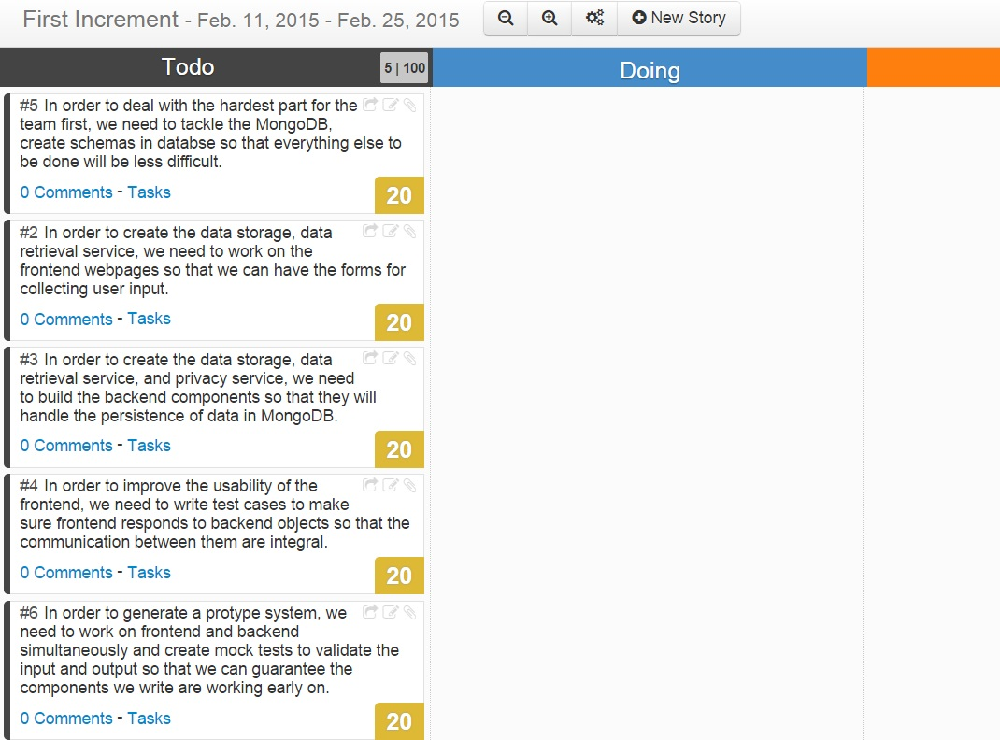 First Increment - Feb. 11, 2015 - Feb. 25, 2015
New Story
Todo
5 | 100
Doing
#5 In order to deal with the hardest part for the
team first, we need to tackle the MongoDB,
create schemas in databse so that everything else to
be done will be less difficult.
0 Comments - Tasks
20
#2 In order to create the data storage, data
retrieval service, we need to work on the
frontend webpages so that we can have the forms for
collecting user input.
0 Comments - Tasks
20
#3 In order to create the data storage, data
retrieval service, and privacy service, we need
to build the backend components so that they will
handle the persistence of data in MongoDB.
0 Comments - Tasks
20
#4 In order to improve the usability of the
frontend, we need to write test cases to make
sure frontend responds to backend objects so that the
communication between them are integral.
0 Comments - Tasks
20
#6 In order to generate a protype system, we
need to work on frontend and backend
simultaneously and create mock tests to validate the
input and output so that we can guarantee the
components we write are working early on.
0 Comments - Tasks
20